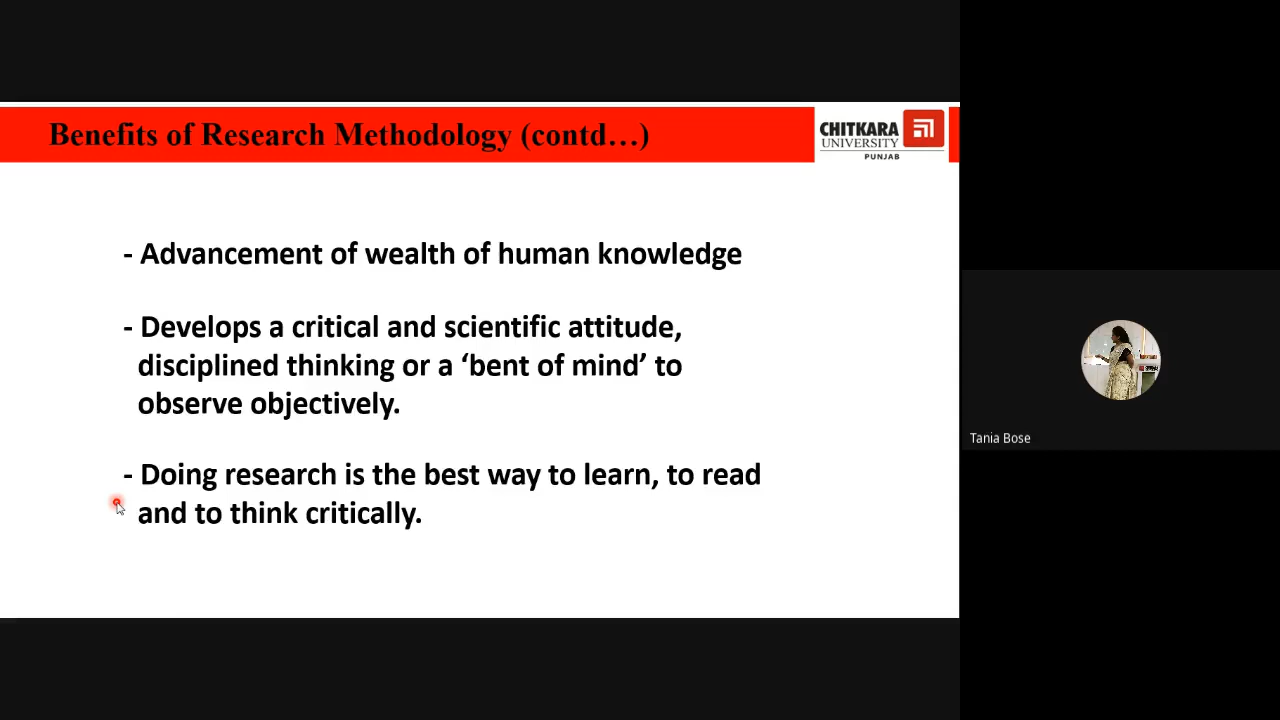 Benefits of Research Methodology (contd...)
CHITKARA
UNIVERSITY
PUNJAB
- Advancement of wealth of human knowledge
- Develops a critical and scientific attitude,
disciplined thinking or a ‘bent of mind’ to
observe objectively.
- Doing research is the best way to learn, to read
and to think critically.
Tania Bose